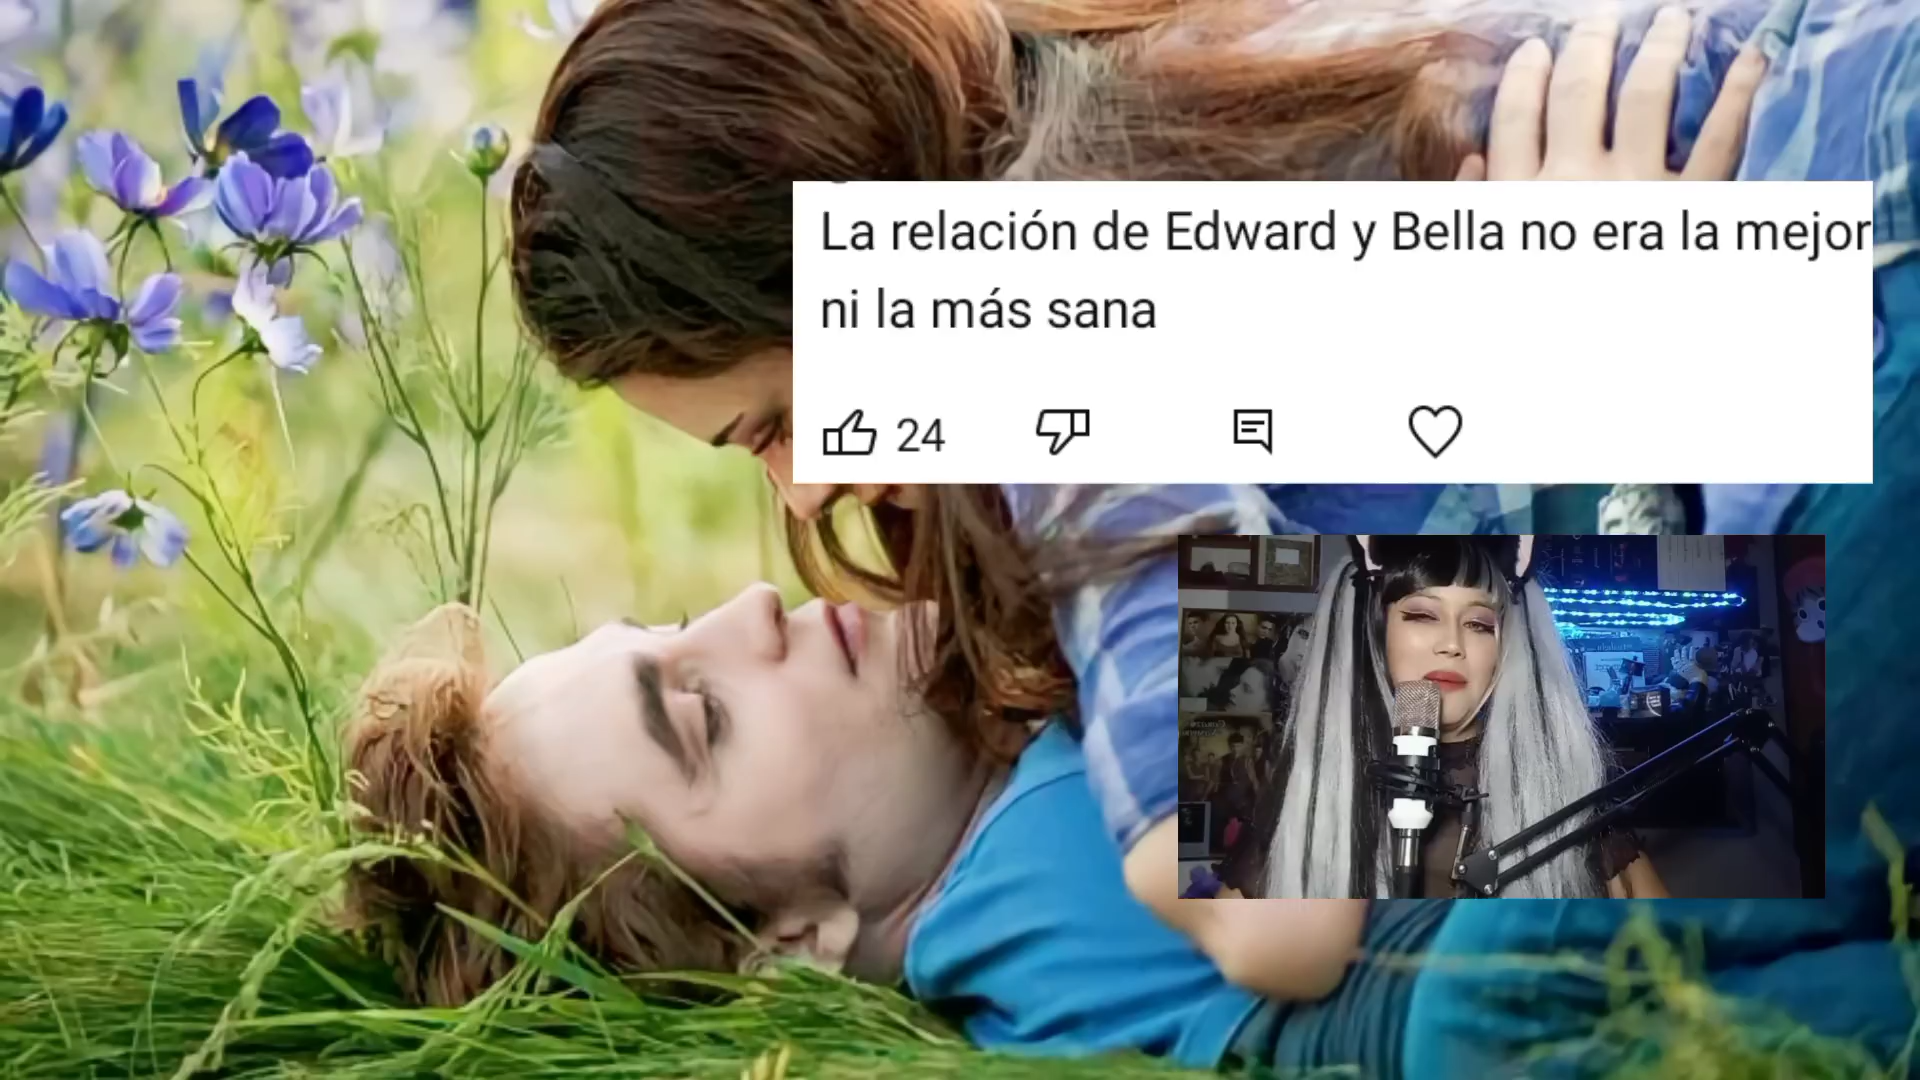 La relación de Edward y Bella no era la mejor
ni la más sana
24